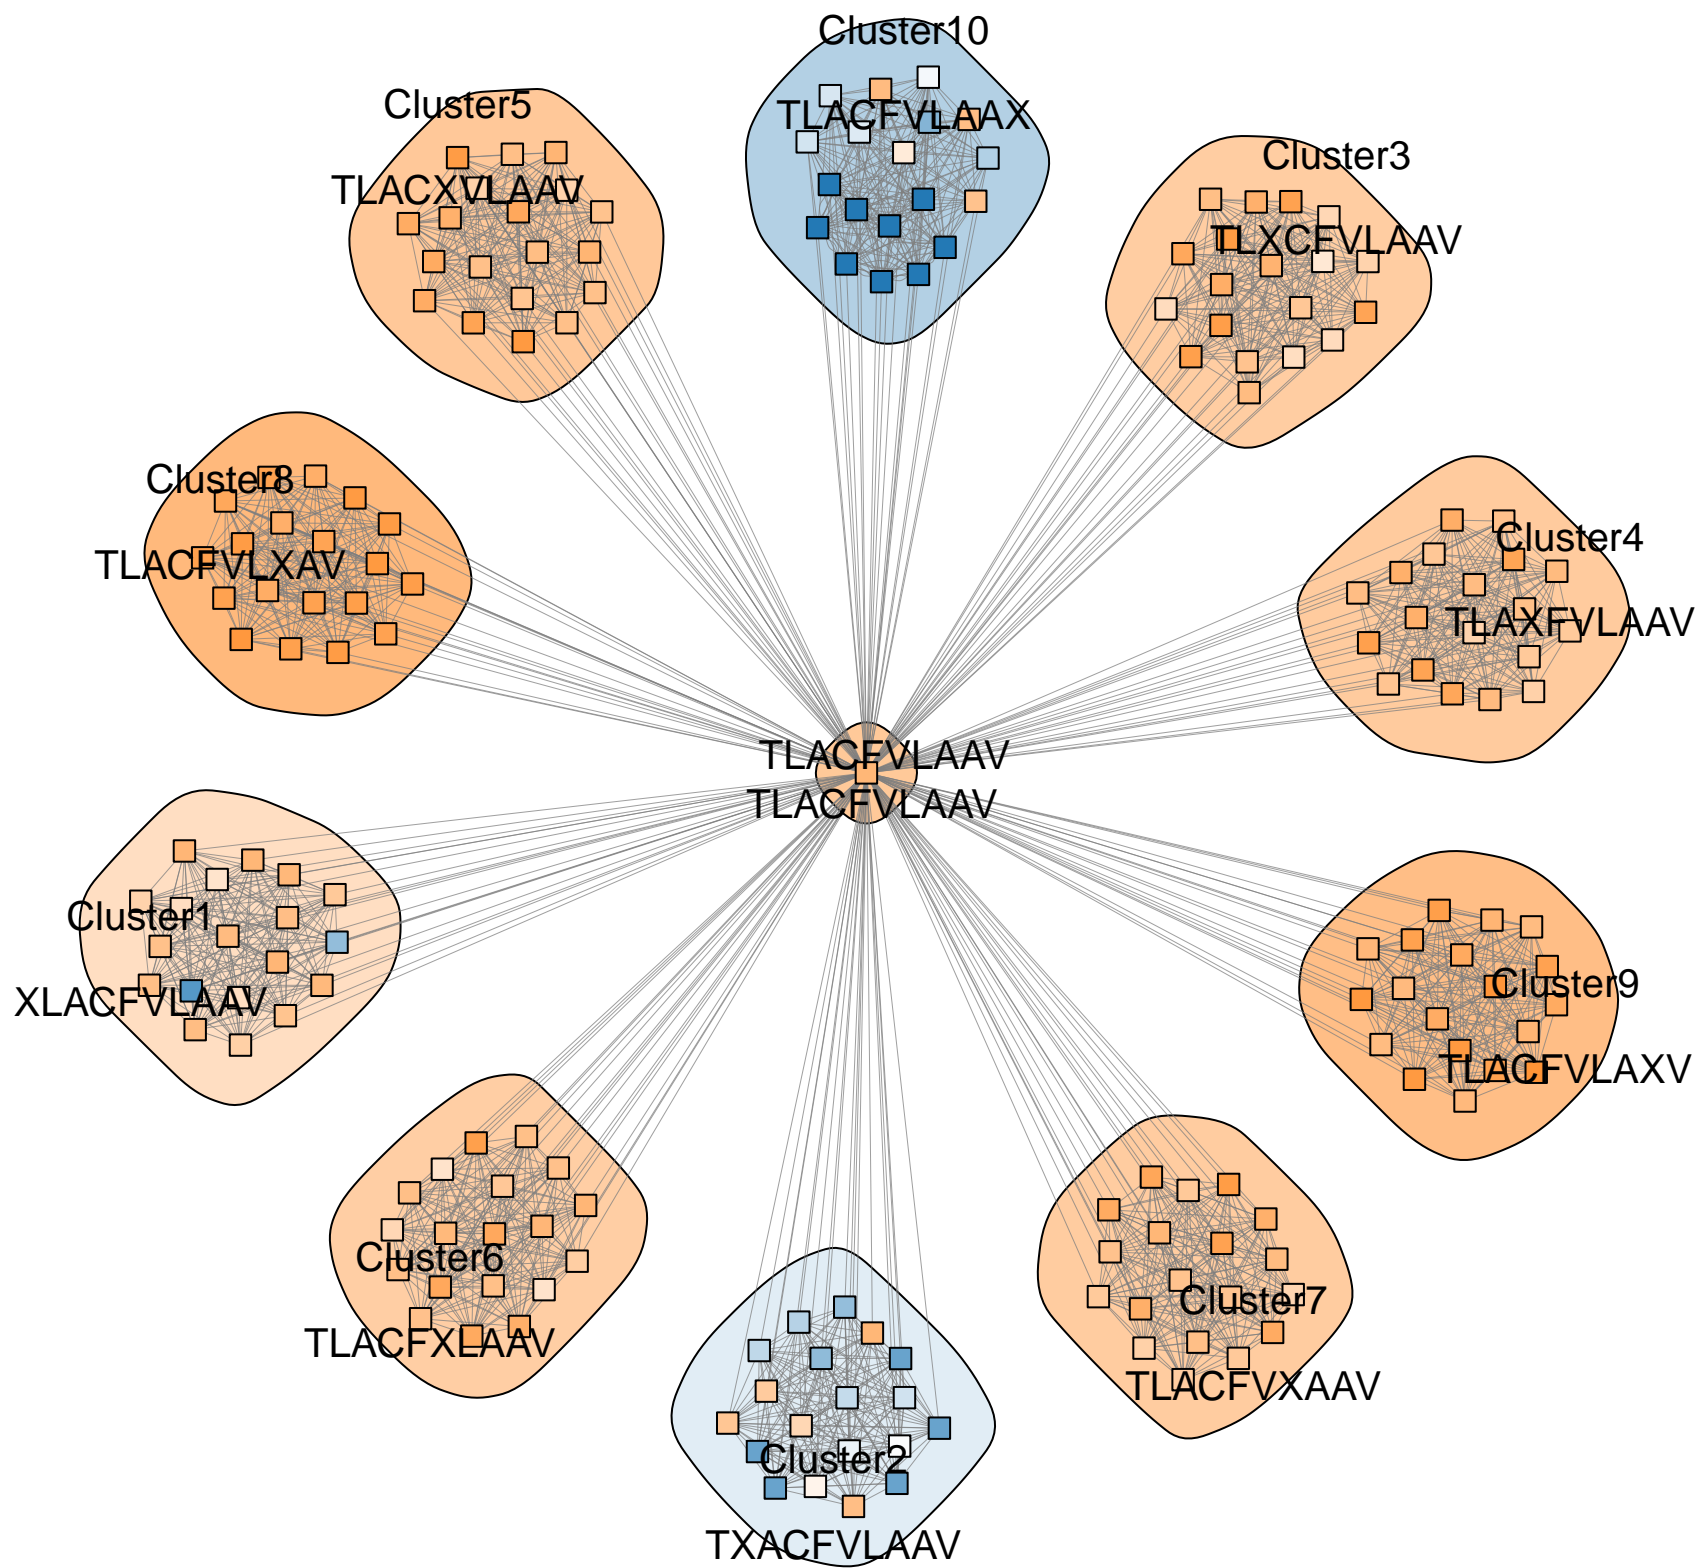 Cluster10
TLACFVLAAX
Cluster5
TLACXVLAAV
Cluster3
TLXCFVLAAV
Cluster8
TLACFVLXAV
Cluster4
TLAXFVLAAV
TLACFVLAAV
TLACFVLAAV
Cluster1
XLACFVLAAV
Cluster9
TLACFVLAXV
Cluster6
TLACFXLAAV
Cluster7
TLACFVXAAV
Cluster2
TXACFVLAAV